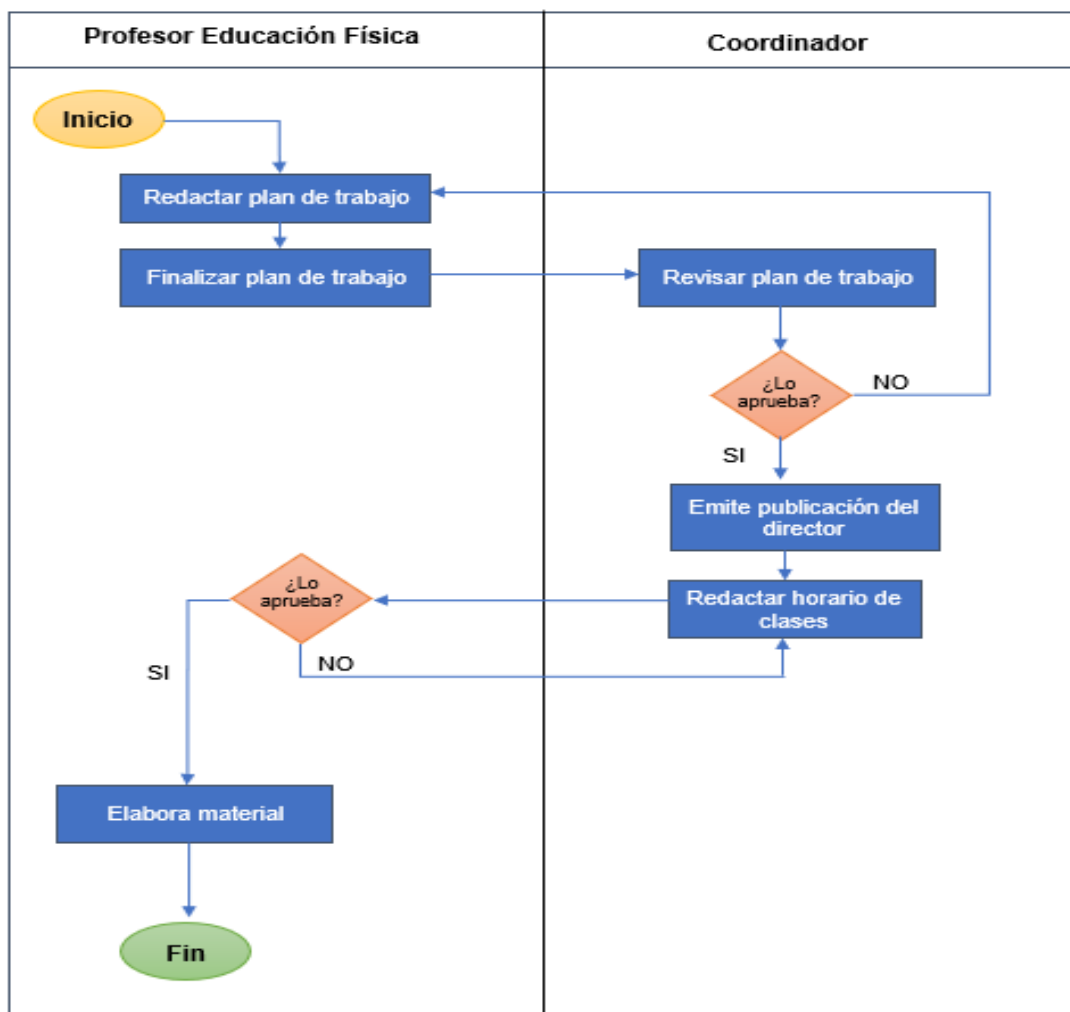 Profesor Educación Física
Coordinador
Inicio
Redactar plan de trabajo
Finalizar plan de trabajo
Revisar plan de trabajo
¿Lo
aprueba?
NO
SI
Emite publicación del
director
Redactar horario de
clases
¿Lo
aprueba?
NO
SI
Elabora material
Fin